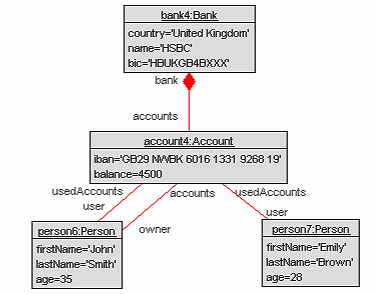 bank4:Bank
country='United Kingdom'
name='HSBC'
bic='HBUKGB4BXXX'
bank
accounts
account4:Account
iban='GB29 NWBK 6016 1331 9268 19'
balance=4500
usedAccounts
accounts
usedAccounts
user
owner
user
person6:Person
firstName='John'
lastName='Smith'
age=35
person7:Person
firstName='Emily'
lastName='Brown'
age=28